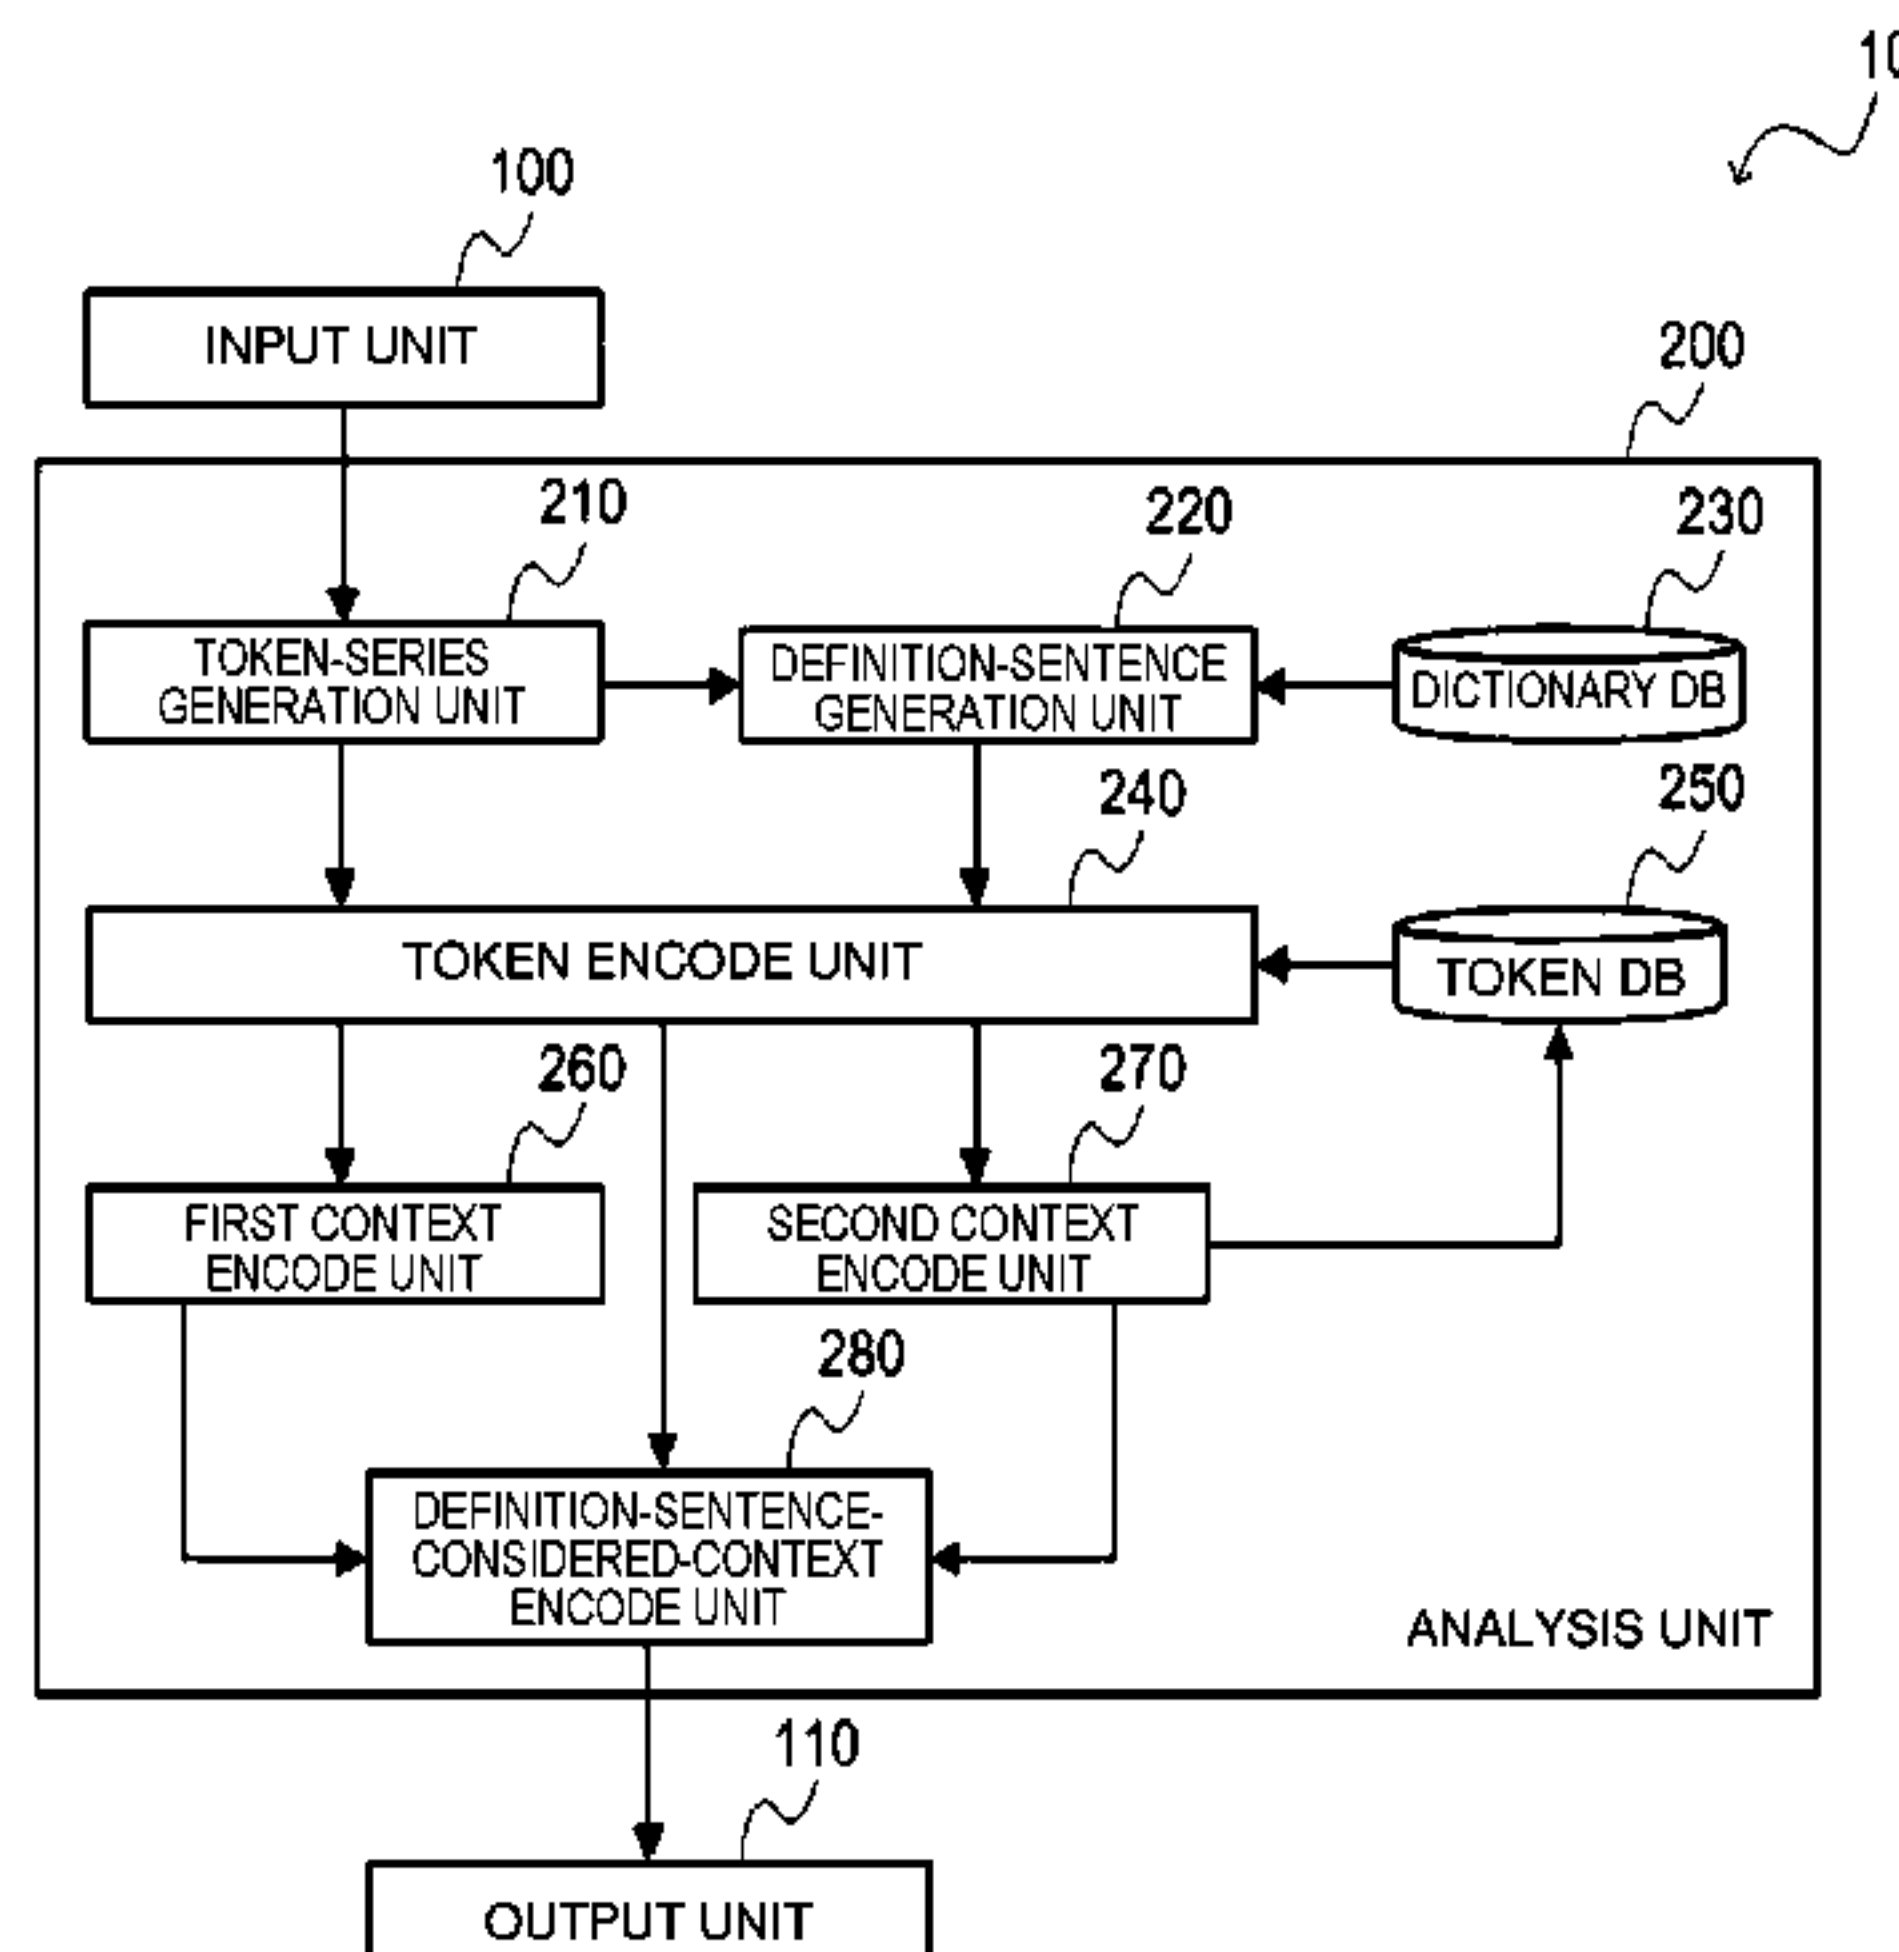 10
100
INPUT UNIT
200
210
220
230
TOKEN-SERIES
GENERATION UNIT
DEFINITION-SENTENCE
GENERATION UNIT
DICTIONARY DB
240
250
TOKEN ENCODE UNIT
TOKEN DB
260
270
FIRST CONTEXT
ENCODE UNIT
SECOND CONTEXT
ENCODE UNIT
280
DEFINITION-SENTENCE-
CONSIDERED-CONTEXT
ENCODE UNIT
ANALYSIS UNIT
110
OUTPUT UNIT